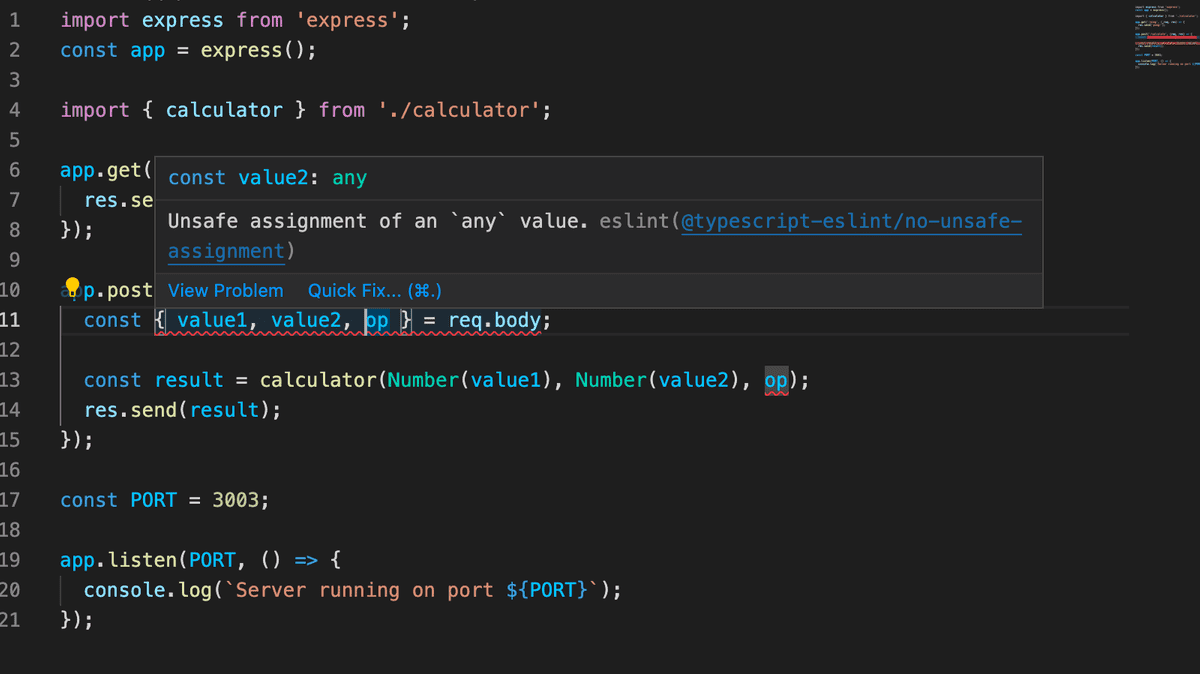 1 import express from 'express';
2 const app = express();
3
4 import { calculator } from './calculator';
5
6 app.get(
const value2: any
7 res.se
Unsafe assignment of an `any` value. eslint(@typescript-eslint/no-unsafe-
8 });
assignment)
9
10 app.post
View Problem Quick Fix... (⌘.)
11 const { value1, value2, op } = req.body;
12
13 const result = calculator(Number(value1), Number(value2), op);
14 res.send(result);
15 });
16
17 const PORT = 3003;
18
19 app.listen(PORT, () => {
20 console.log(`Server running on port ${PORT}`);
21 });